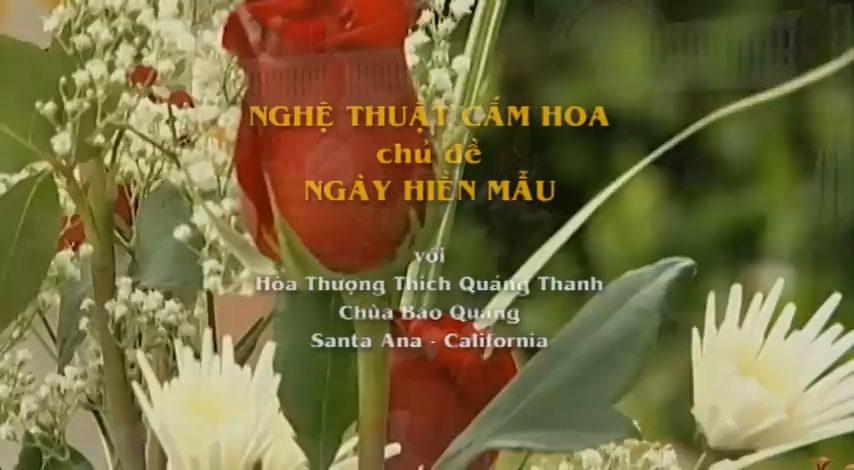 NGHỆ THUẬT CẮM HOA
chủ đề
NGÀY HIỀN MẪU
với
Hòa Thượng Thích Quảng Thanh
Chùa Bảo Quang
Santa Ana - California